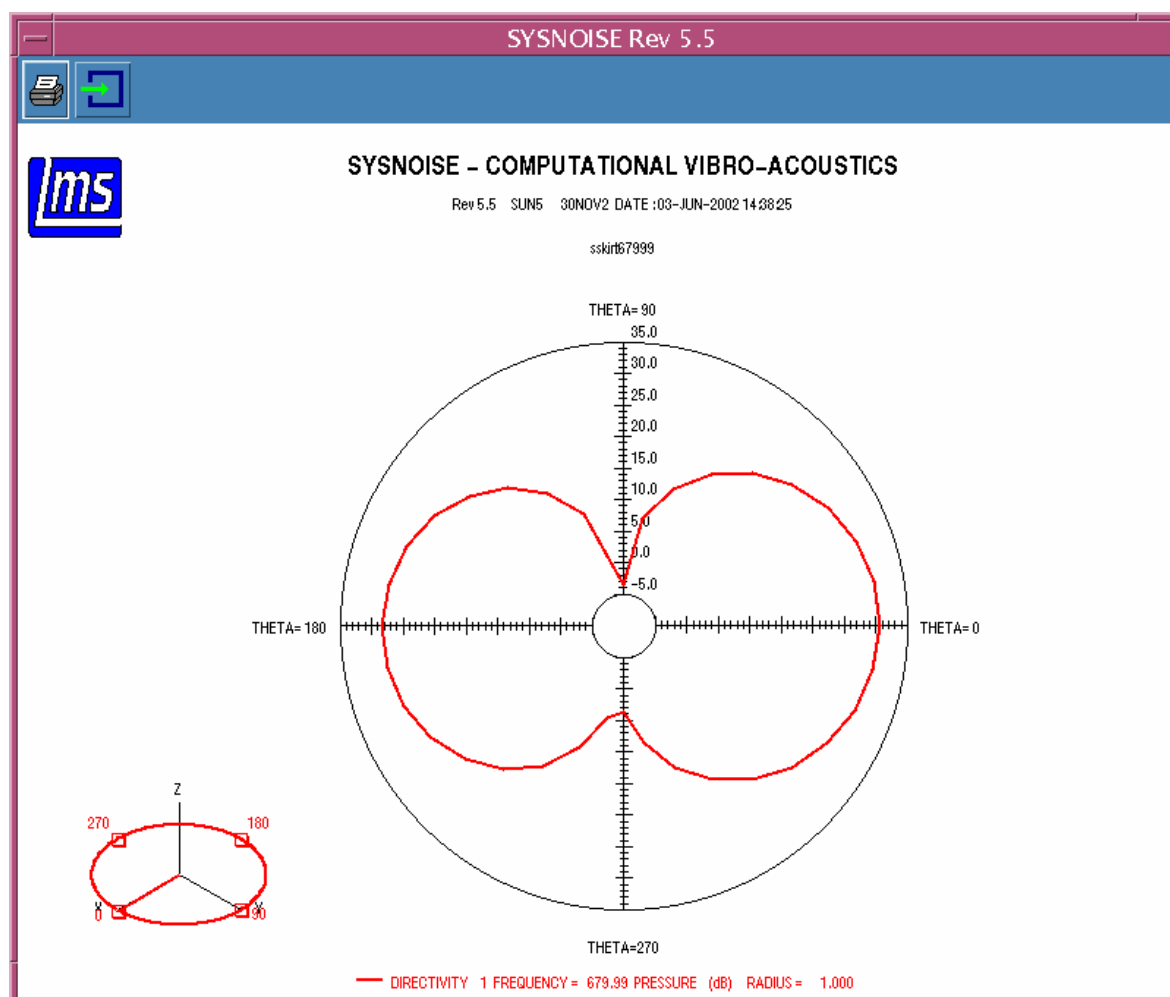 SYSNOISE Rev 5.5
lms
SYSNOISE – COMPUTATIONAL VIBRO–ACOUSTICS
Rev 5.5 SUN5 30NOV2 DATE :03-JUN-2002 14:38:25
sskirt67999
THETA= 90
35.0
30.0
25.0
20.0
15.0
10.0
5.0
0.0
-5.0
THETA= 180
THETA= 0
Z
270
180
X
Y
0
90
THETA=270
DIRECTIVITY 1 FREQUENCY = 679.99 PRESSURE (dB) RADIUS = 1.000